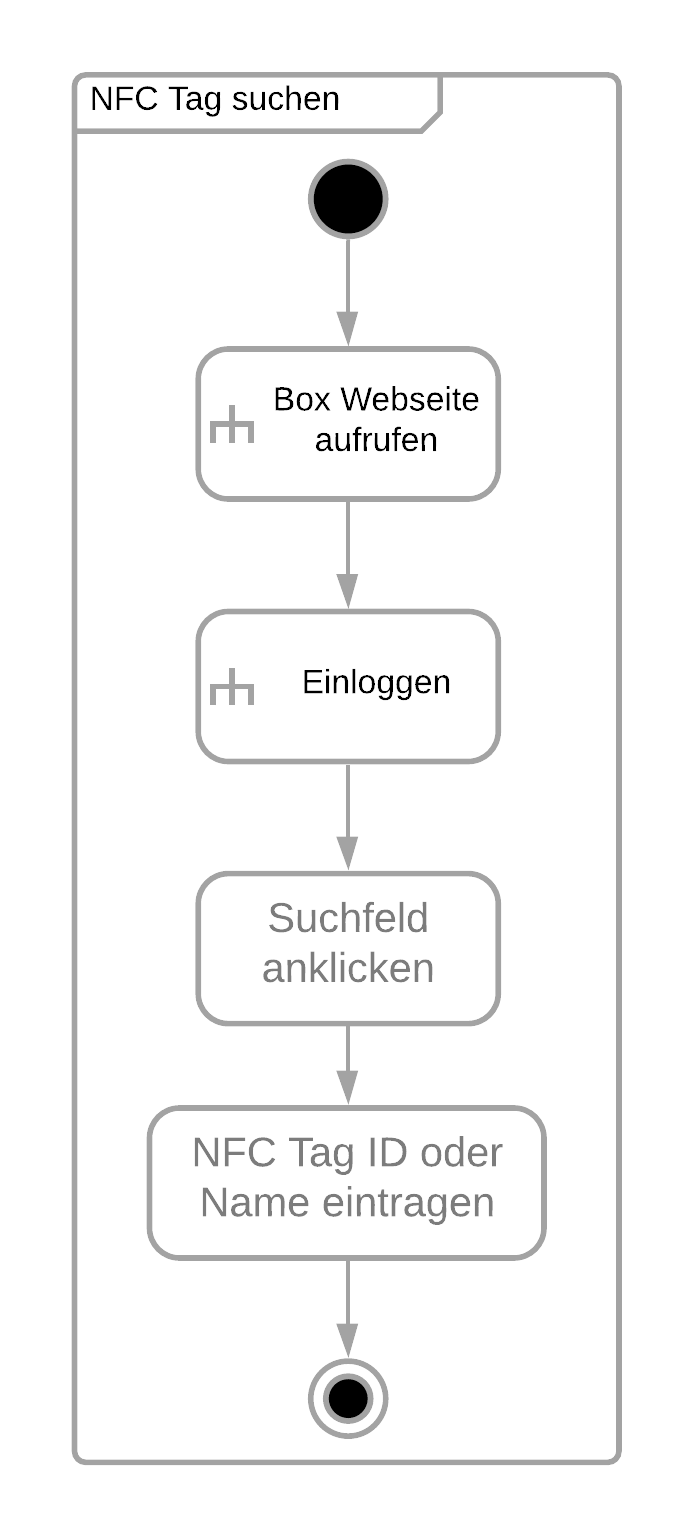 NFC Tag suchen
Box Webseite
aufrufen
Einloggen
Suchfeld
anklicken
NFC Tag ID oder
Name eintragen